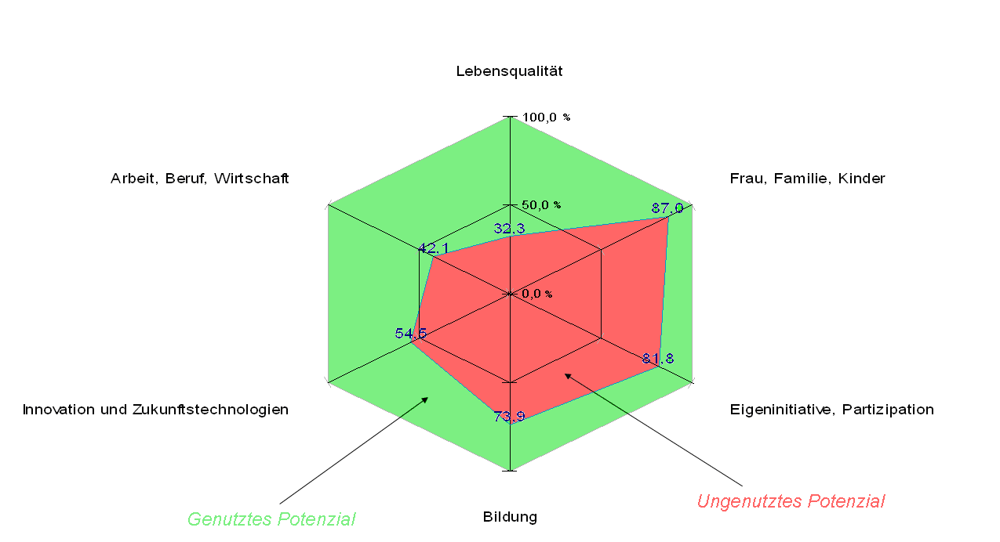 Lebensqualität
100,0 %
Arbeit, Beruf, Wirtschaft
Frau, Familie, Kinder
50,0 %
87,0
32,3
42,1
0,0 %
54,5
81,8
Innovation und Zukunftstechnologien
73,9
Eigeninitiative, Partizipation
Ungenutztes Potenzial
Genutztes Potenzial
Bildung